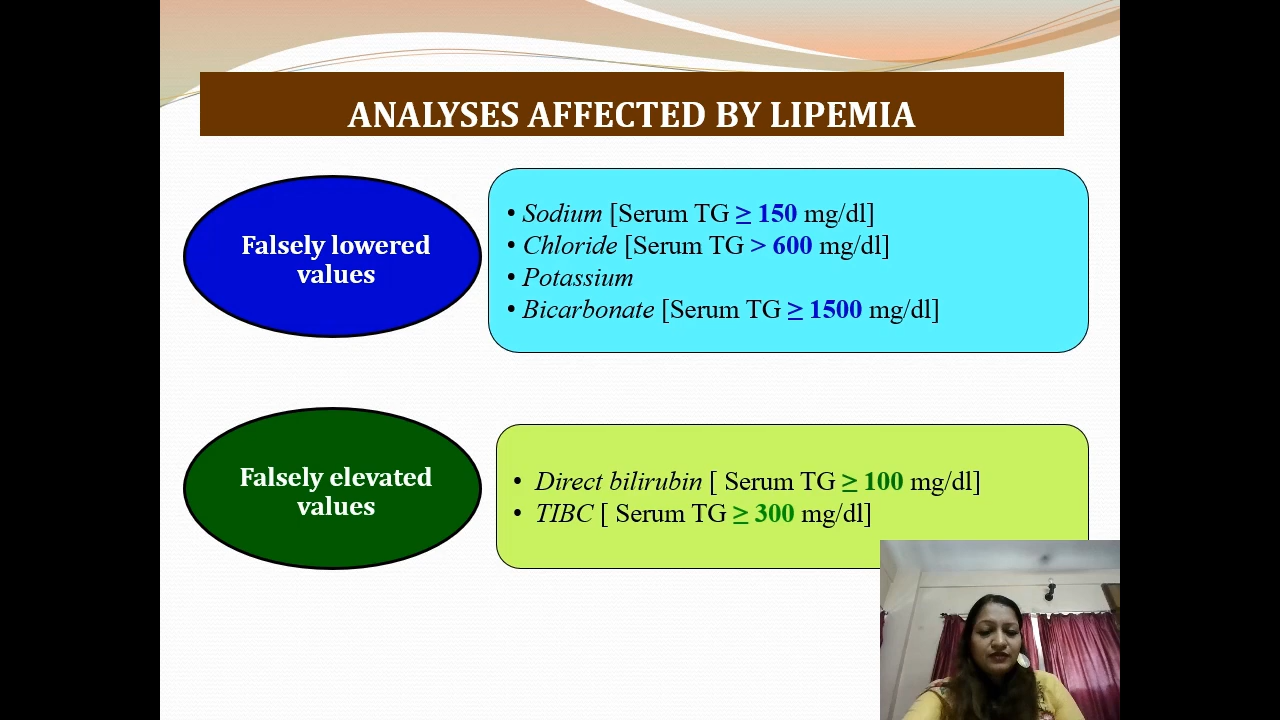 ANALYSES AFFECTED BY LIPEMIA
Falsely lowered
values
• Sodium [Serum TG ≥ 150 mg/dl]
• Chloride [Serum TG > 600 mg/dl]
• Potassium
• Bicarbonate [Serum TG ≥ 1500 mg/dl]
Falsely elevated
values
• Direct bilirubin [ Serum TG ≥ 100 mg/dl]
• TIBC [ Serum TG ≥ 300 mg/dl]